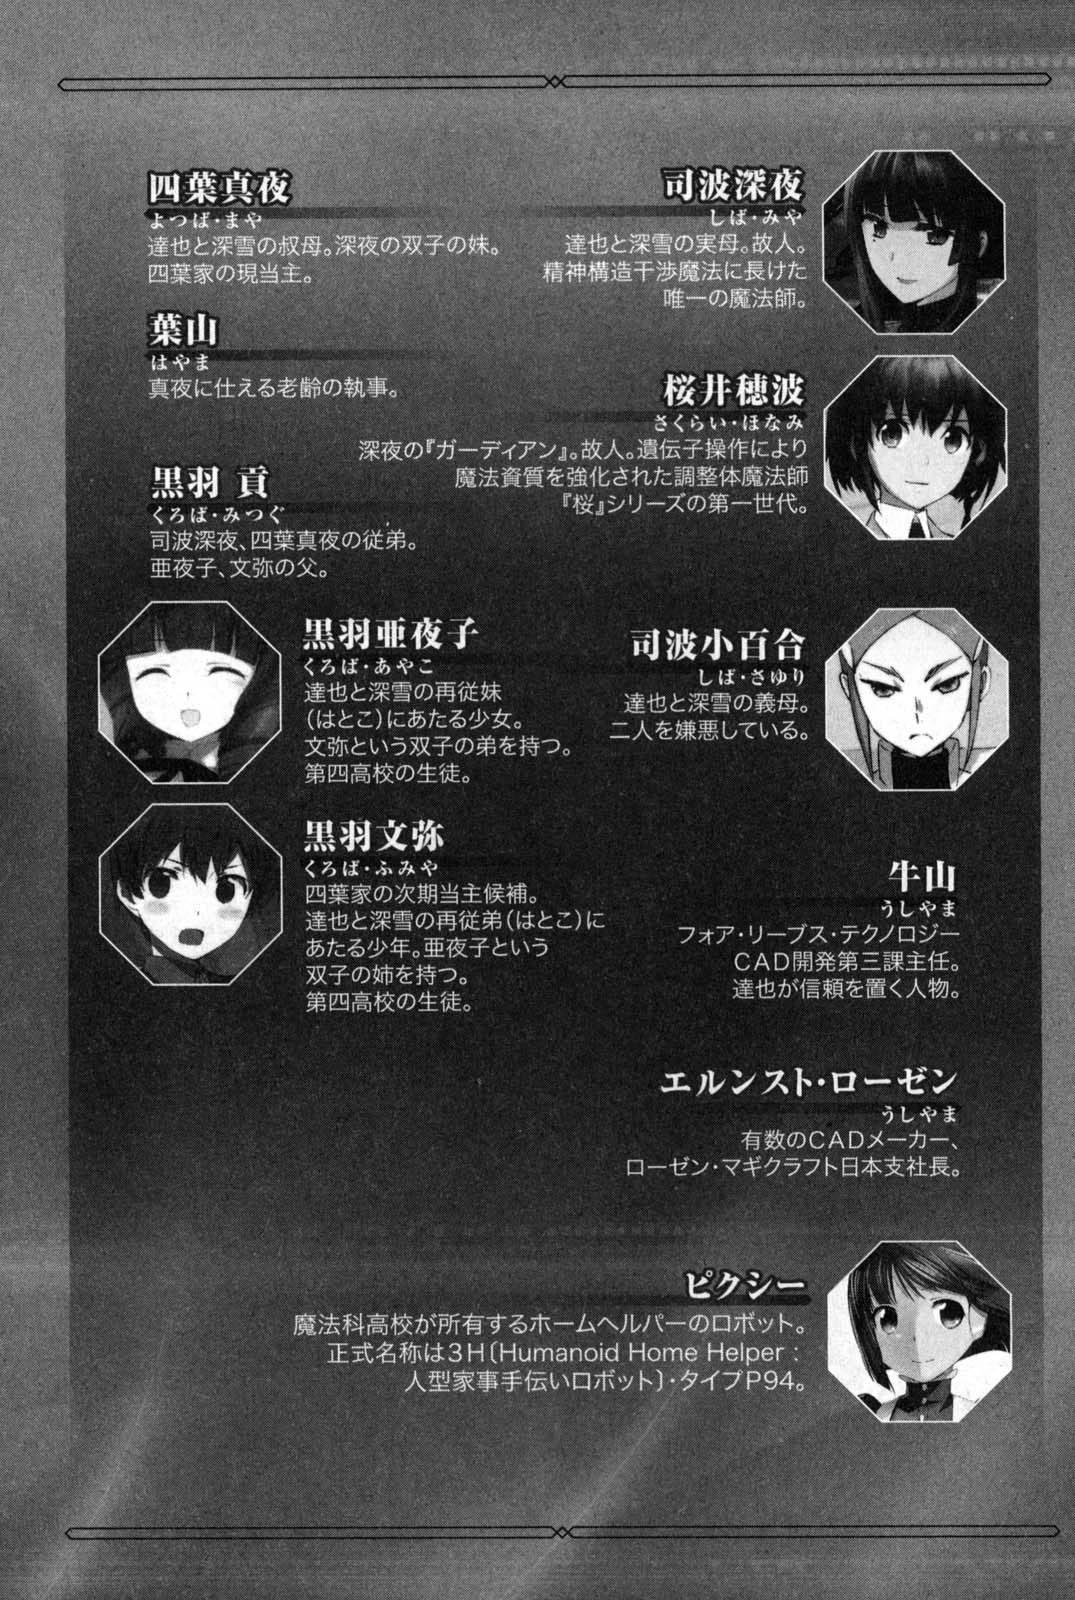 四葉真夜
よつば・まや
達也と深雪の叔母。深夜の双子の妹。
四葉家の現当主。
葉山
はやま
真夜に仕える老齢の執事。
黒羽 貢
くろば・みつぐ
司波深夜、四葉真夜の従弟。
亜夜子、文弥の父。
黒羽亜夜子
くろば・あやこ
達也と深雪の再従妹
（はとこ）にあたる少女。
文弥という双子の弟を持つ。
第四高校の生徒。
黒羽文弥
くろば・ふみや
四葉家の次期当主候補。
達也と深雪の再従弟（はとこ）に
あたる少年。亜夜子という
双子の姉を持つ。
第四高校の生徒。
司波深夜
しば・みや
達也と深雪の実母。故人。
精神構造干渉魔法に長けた
唯一の魔法師。
桜井穂波
さくらい・ほなみ
深夜の『ガーディアン』。故人。遺伝子操作により
魔法資質を強化された調整体魔法師
『桜』シリーズの第一世代。
司波小百合
しば・さゆり
達也と深雪の義母。
二人を嫌悪している。
牛山
うしやま
フォア・リーブス・テクノロジー
CAD開発第三課主任。
達也が信頼を置く人物。
エルンスト・ローゼン
うしやま
有数のCADメーカー、
ローゼン・マギクラフト日本支社長。
ピクシー
魔法科高校が所有するホームヘルパーのロボット。
正式名称は3H〔Humanoid Home Helper：
人型家事手伝いロボット〕・タイプP94。